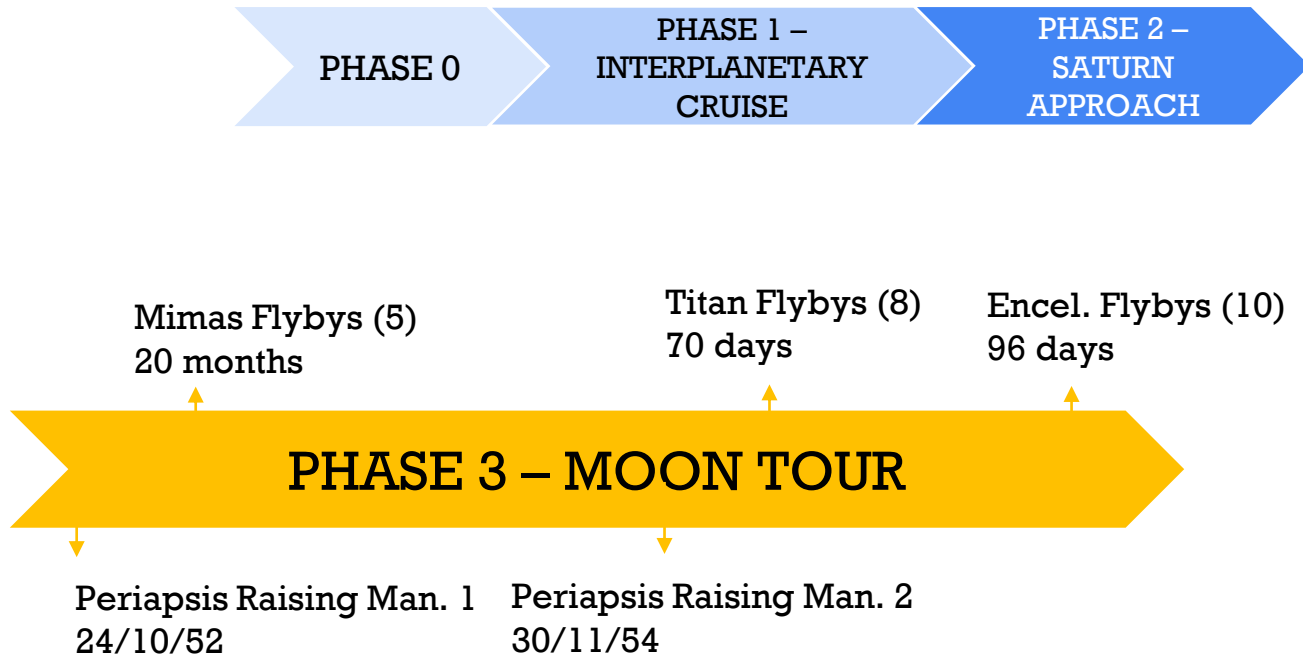 PHASE 0
PHASE 1 –
INTERPLANETARY
CRUISE
PHASE 2 –
SATURN
APPROACH
Mimas Flybys (5)
20 months
Titan Flybys (8)
70 days
Encel. Flybys (10)
96 days
PHASE 3 – MOON TOUR
Periapsis Raising Man. 1
24/10/52
Periapsis Raising Man. 2
30/11/54